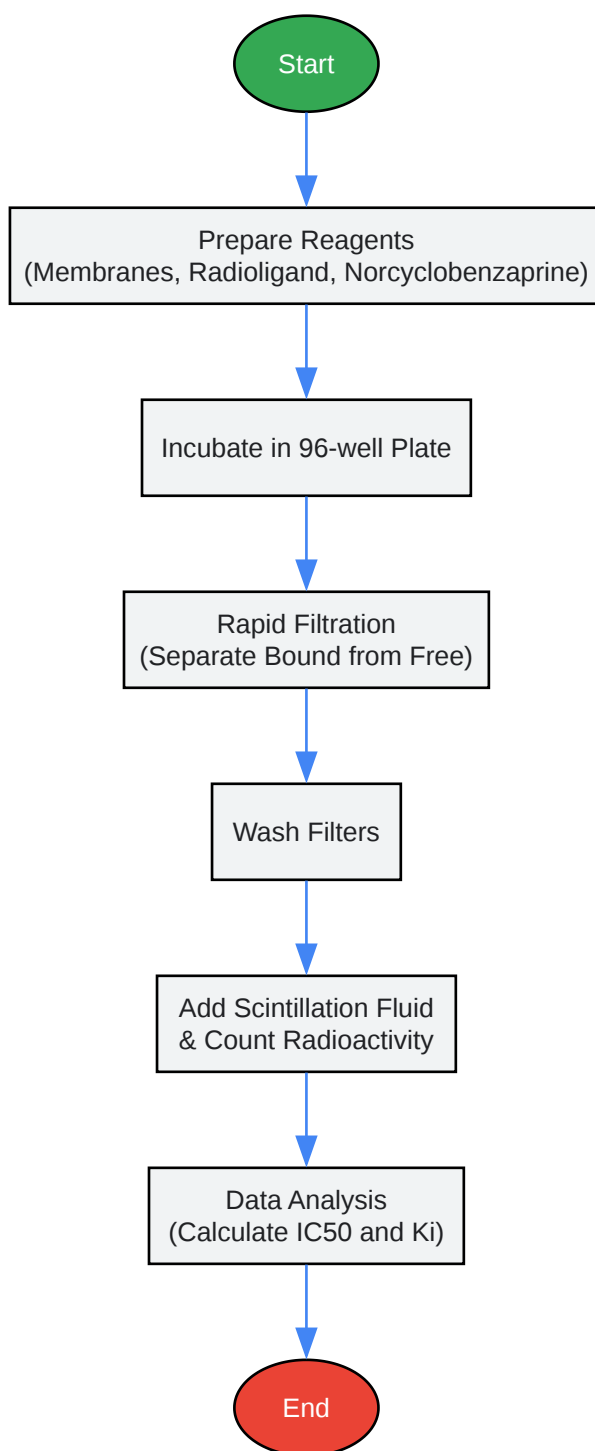 Start
Prepare Reagents
(Membranes, Radioligand, Norcyclobenzaprine)
Incubate in 96-well Plate
Rapid Filtration
(Separate Bound from Free)
Wash Filters
Add Scintillation Fluid
& Count Radioactivity
Data Analysis
(Calculate IC50 and Ki)
End